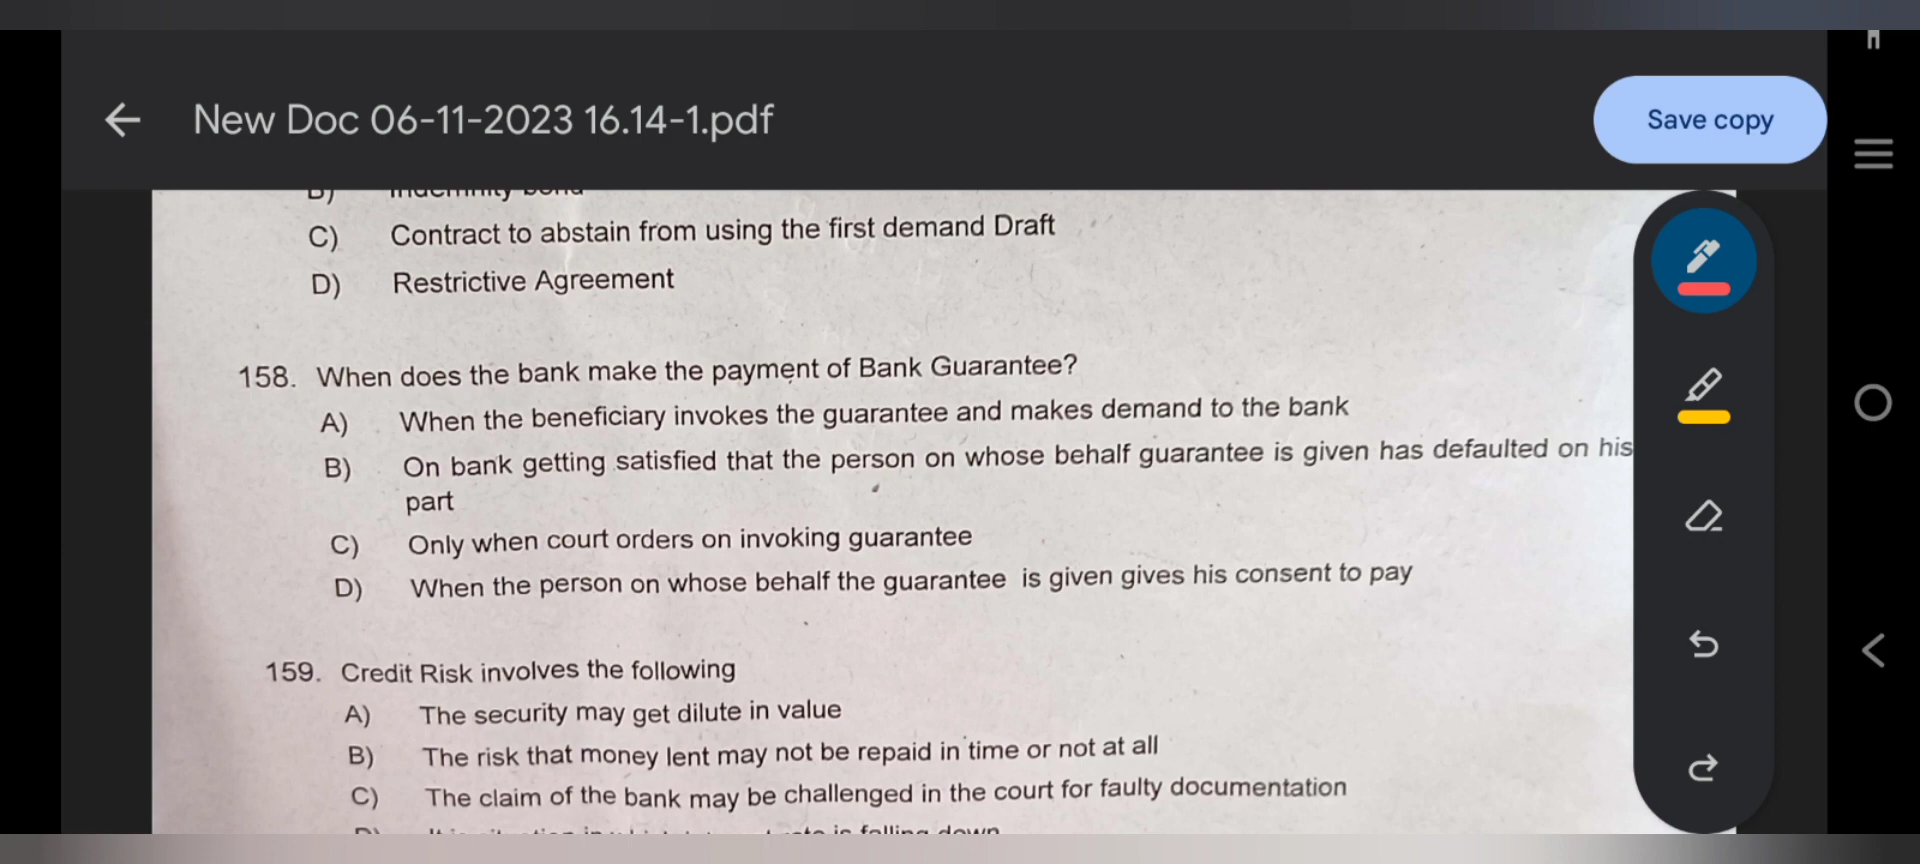 New Doc 06-11-2023 16.14-1.pdf
Save copy
B) Indemnity bond
C) Contract to abstain from using the first demand Draft
D) Restrictive Agreement
158. When does the bank make the payment of Bank Guarantee?
A) When the beneficiary invokes the guarantee and makes demand to the bank
B) On bank getting satisfied that the person on whose behalf guarantee is given has defaulted on his
part
C) Only when court orders on invoking guarantee
D) When the person on whose behalf the guarantee is given gives his consent to pay
159. Credit Risk involves the following
A) The security may get dilute in value
B) The risk that money lent may not be repaid in time or not at all
C) The claim of the bank may be challenged in the court for faulty documentation
is falling down